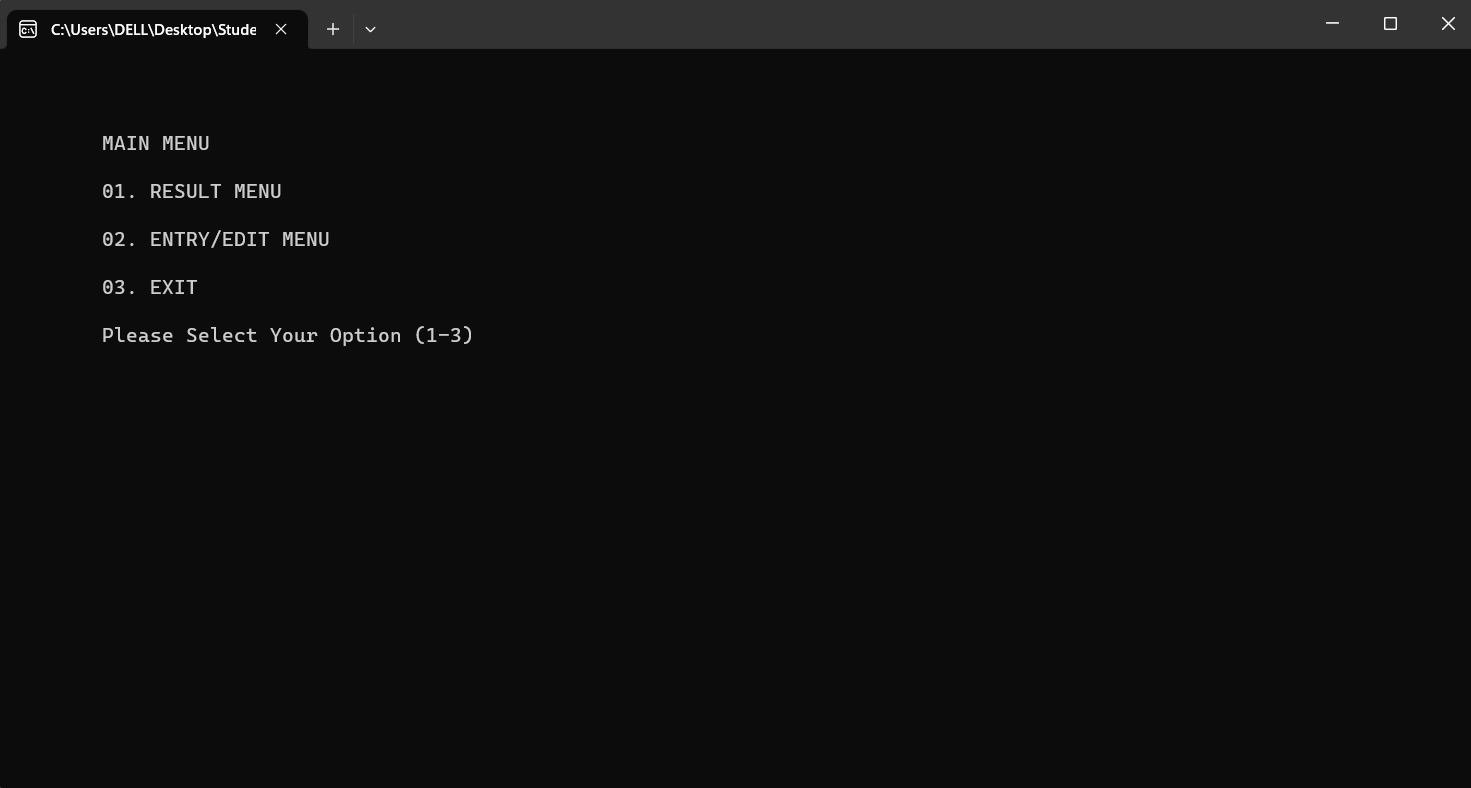 C:\Users\DELL\Desktop\Stude
MAIN MENU
01. RESULT MENU
02. ENTRY/EDIT MENU
03. EXIT
Please Select Your Option (1-3)